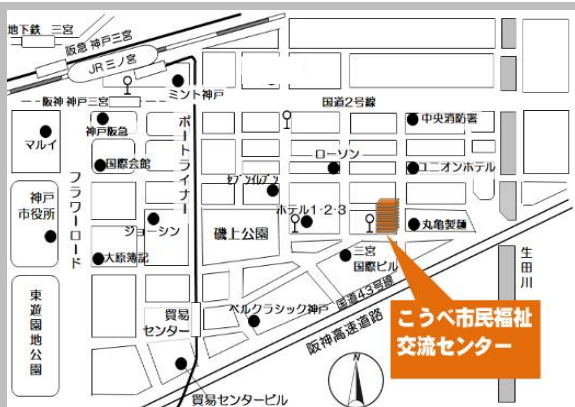 地下鉄 三宮
阪急 神戸三宮
JR 三ノ宮
ミント神戸
阪神 神戸三宮
国道2号線
マルイ
神戸阪急
ポートライナー
中央消防署
国際会館
ローソン
ユニオンホテル
セブンイレブン
神戸
市役所
フラワーロード
ジョーシン
磯上公園
ホテル1・2・3
丸亀製麺
大原簿記
三宮
国際ビル
生田川
東遊園地公園
貿易
センター
ベルクラシック神戸
国道43号線
阪神高速道路
こうべ市民福祉
交流センター
N
貿易センタービル